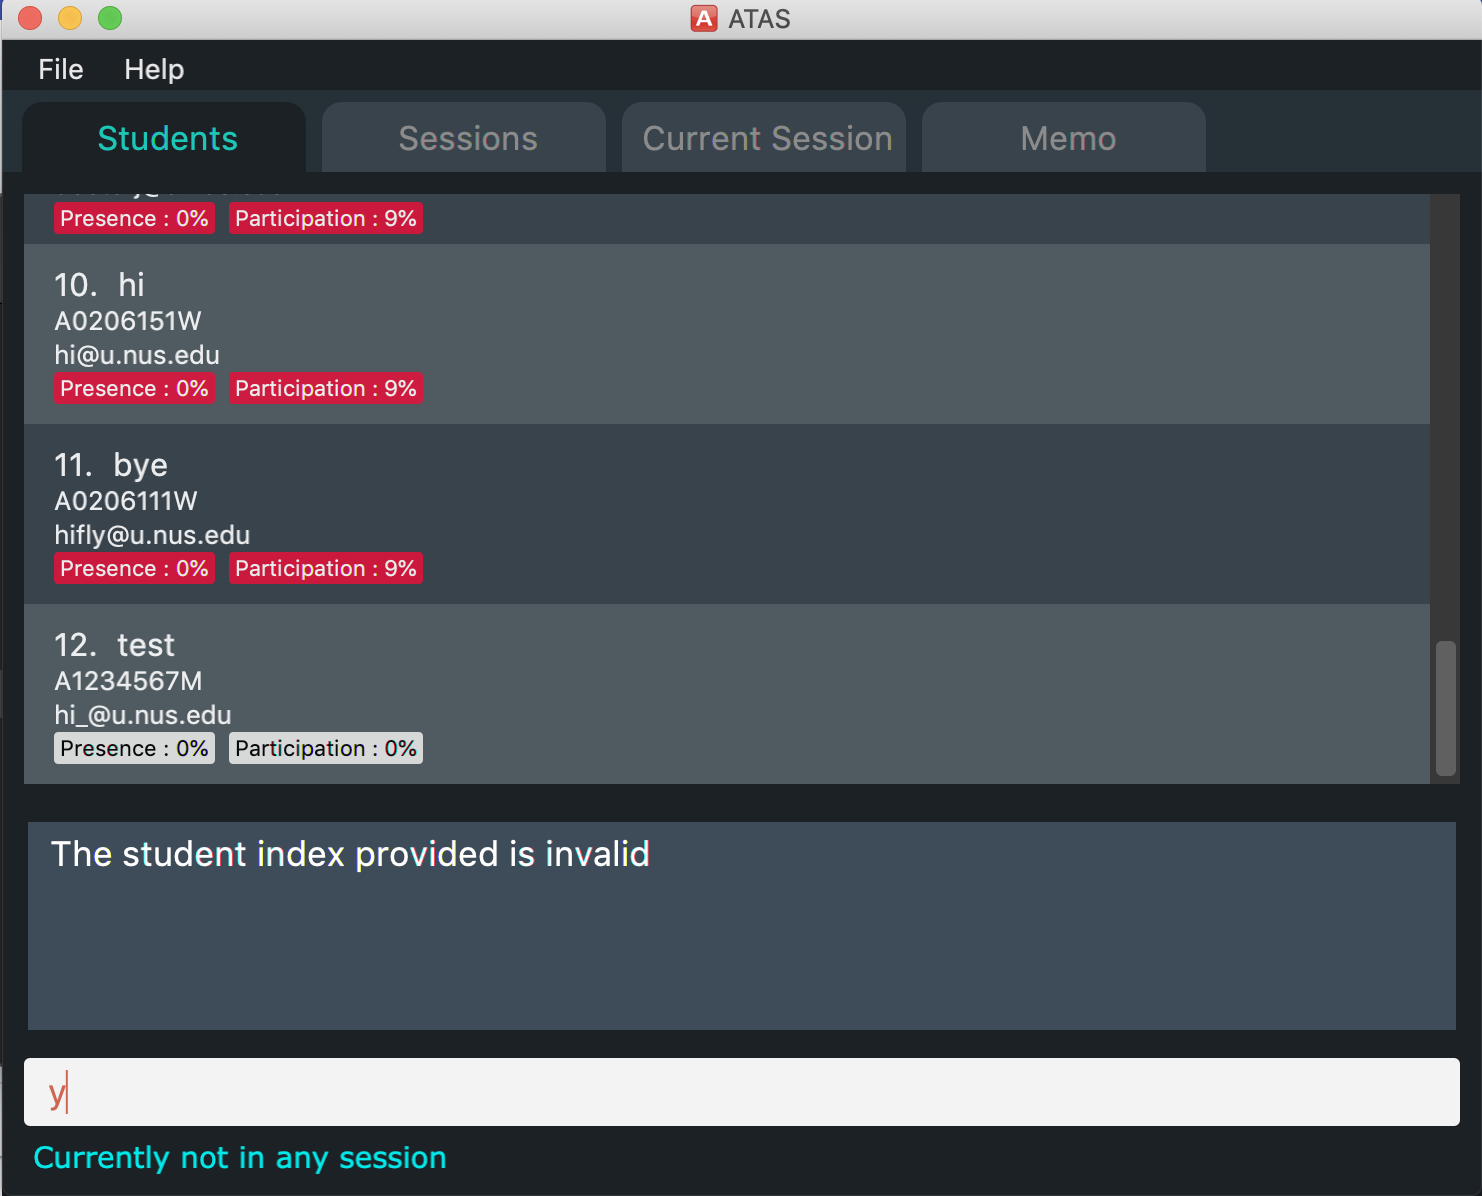 A ATAS
File Help
Students Sessions Current Session Memo
Presence : 0% Participation : 9%
10. hi
A0206151W
hi@u.nus.edu
Presence : 0% Participation : 9%
11. bye
A0206111W
hifly@u.nus.edu
Presence : 0% Participation : 9%
12. test
A1234567M
hi_@u.nus.edu
Presence : 0% Participation : 0%
The student index provided is invalid
y
Currently not in any session